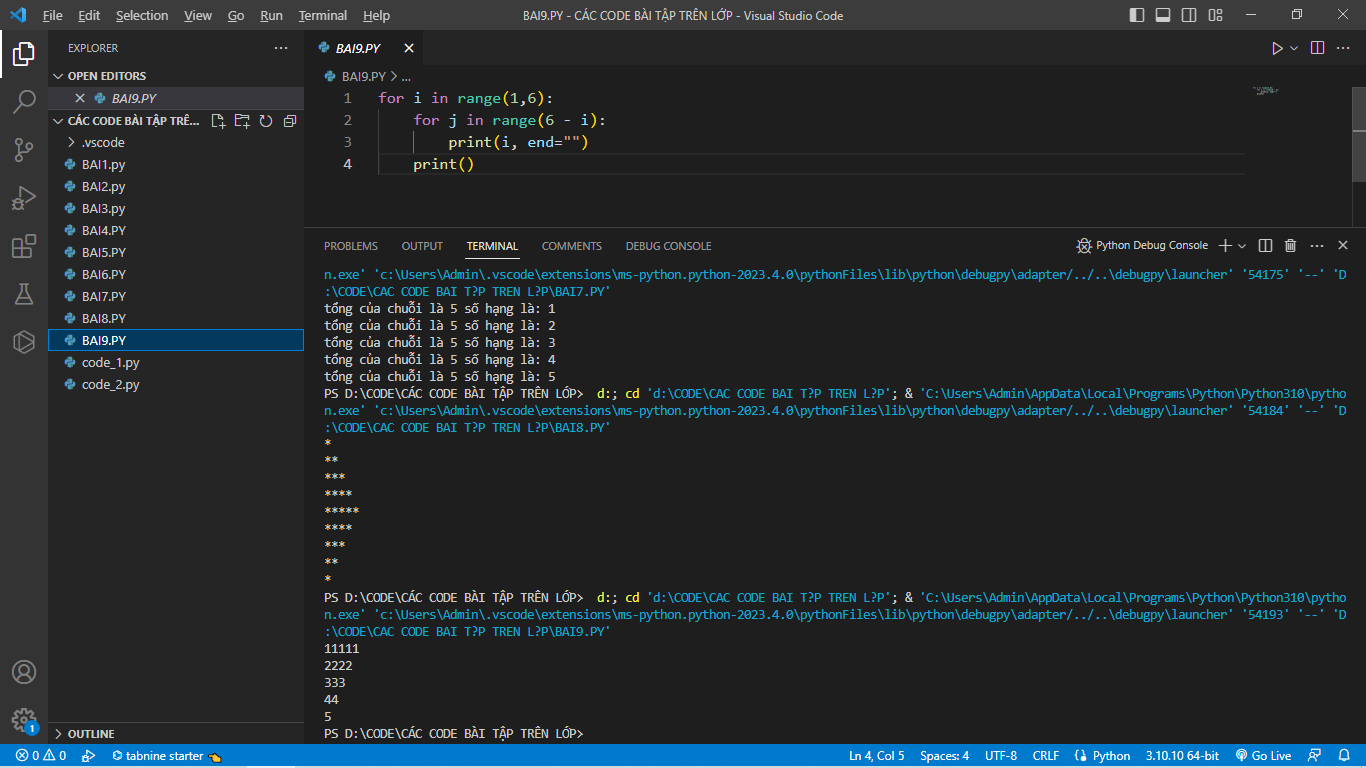 File Edit Selection View Go Run Terminal Help BAI9.PY - CÁC CODE BÀI TẬP TRÊN LỚP - Visual Studio Code
EXPLORER
OPEN EDITORS
BAI9.PY
CÁC CODE BÀI TẬP TRÊ...
.vscode
BAI1.py
BAI2.py
BAI3.py
BAI4.PY
BAI5.PY
BAI6.PY
BAI7.PY
BAI8.PY
BAI9.PY
code_1.py
code_2.py
OUTLINE
BAI9.PY
BAI9.PY > ...
1 for i in range(1,6):
2 for j in range(6 - i):
3 print(i, end="")
4 print()
PROBLEMS OUTPUT TERMINAL COMMENTS DEBUG CONSOLE Python Debug Console
n.exe' 'c:\Users\Admin\.vscode\extensions\ms-python.python-2023.4.0\pythonFiles\lib\python\debugpy\adapter/../..\debugpy\launcher' '54175' '--' 'D
:\CODE\CAC CODE BAI T?P TREN L?P\BAI7.PY'
tổng của chuỗi là 5 số hạng là: 1
tổng của chuỗi là 5 số hạng là: 2
tổng của chuỗi là 5 số hạng là: 3
tổng của chuỗi là 5 số hạng là: 4
tổng của chuỗi là 5 số hạng là: 5
PS D:\CODE\CÁC CODE BÀI TẬP TRÊN LỚP> d:; cd 'd:\CODE\CAC CODE BAI T?P TREN L?P'; & 'C:\Users\Admin\AppData\Local\Programs\Python\Python310\pytho
n.exe' 'c:\Users\Admin\.vscode\extensions\ms-python.python-2023.4.0\pythonFiles\lib\python\debugpy\adapter/../..\debugpy\launcher' '54184' '--' 'D
:\CODE\CAC CODE BAI T?P TREN L?P\BAI8.PY'
*
**
***
****
*****
****
***
**
*
PS D:\CODE\CÁC CODE BÀI TẬP TRÊN LỚP> d:; cd 'd:\CODE\CAC CODE BAI T?P TREN L?P'; & 'C:\Users\Admin\AppData\Local\Programs\Python\Python310\pytho
n.exe' 'c:\Users\Admin\.vscode\extensions\ms-python.python-2023.4.0\pythonFiles\lib\python\debugpy\adapter/../..\debugpy\launcher' '54193' '--' 'D
:\CODE\CAC CODE BAI T?P TREN L?P\BAI9.PY'
11111
2222
333
44
5
PS D:\CODE\CÁC CODE BÀI TẬP TRÊN LỚP>
1
0 0 tabnine starter Ln 4, Col 5 Spaces: 4 UTF-8 CRLF Python 3.10.10 64-bit Go Live